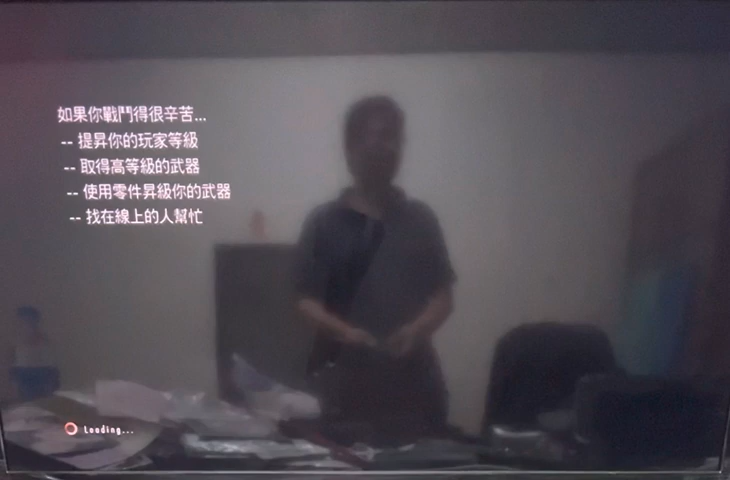 如果你戰鬥得很辛苦...
-- 提昇你的玩家等級
-- 取得高等級的武器
-- 使用零件昇級你的武器
-- 找在線上的人幫忙
Loading...